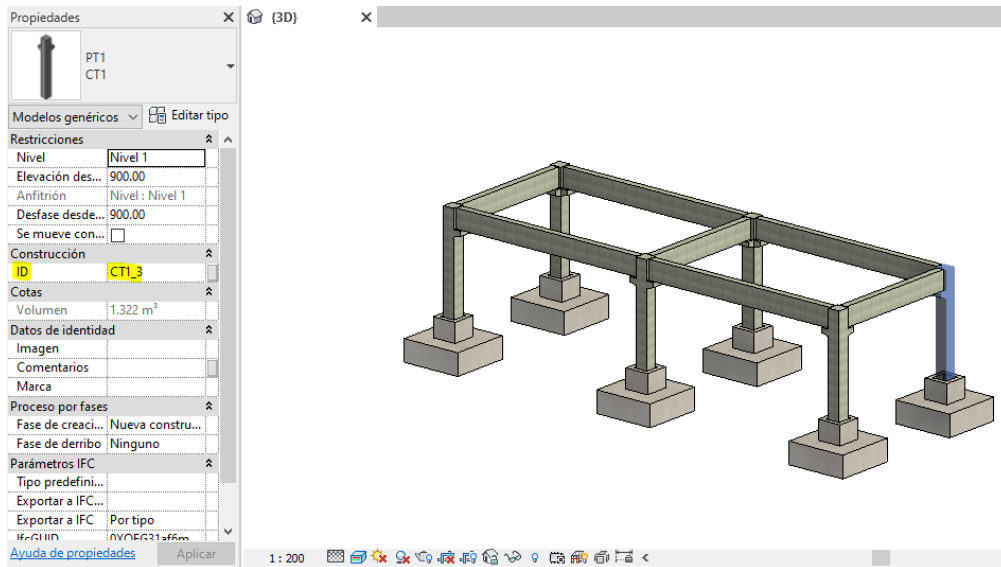 Propiedades
{3D}
PT1
CT1
Modelos genéricos Editar tipo
Restricciones
Nivel Nivel 1
Elevación des... 900.00
Anfitrión Nivel : Nivel 1
Desfase desde... 900.00
Se mueve con...
Construcción
ID CT1_3
Cotas
Volumen 1.322 m³
Datos de identidad
Imagen
Comentarios
Marca
Proceso por fases
Fase de creaci... Nueva constru...
Fase de derribo Ninguno
Parámetros IFC
Tipo predefini...
Exportar a IFC...
Exportar a IFC Por tipo
IfcGUID
Ayuda de propiedades Aplicar
1 : 200